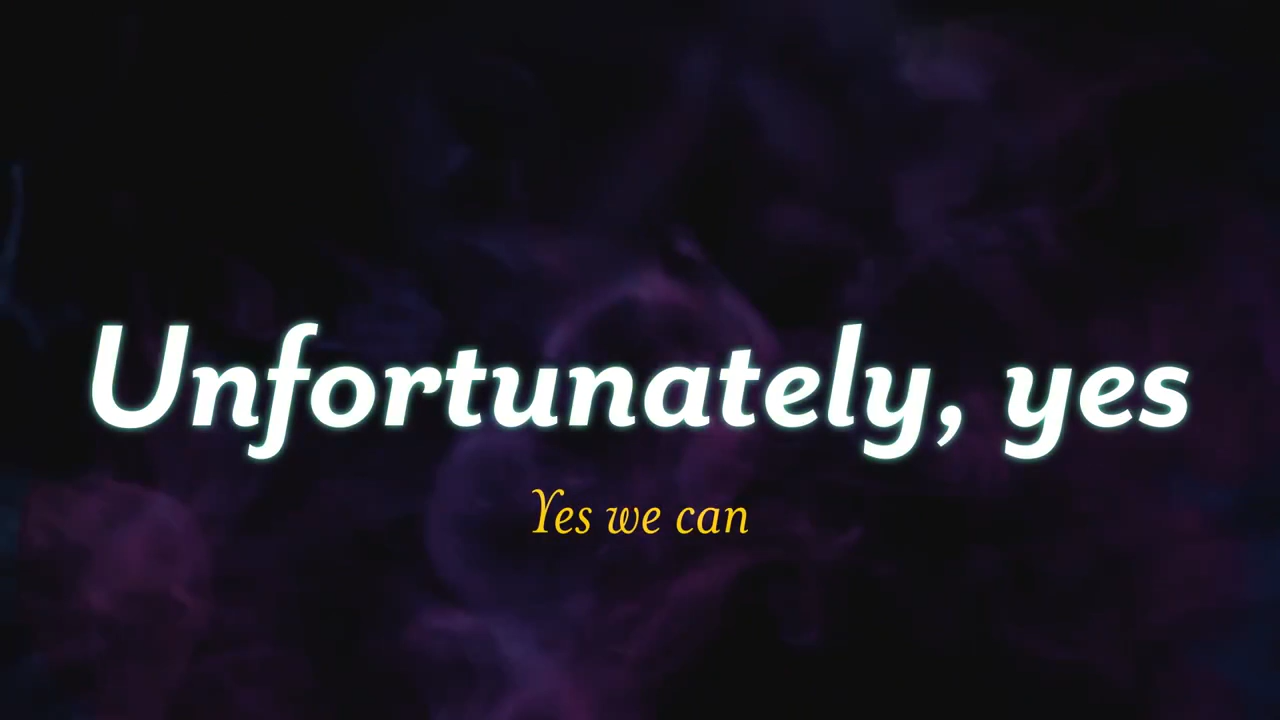 Unfortunately, yes
Yes we can